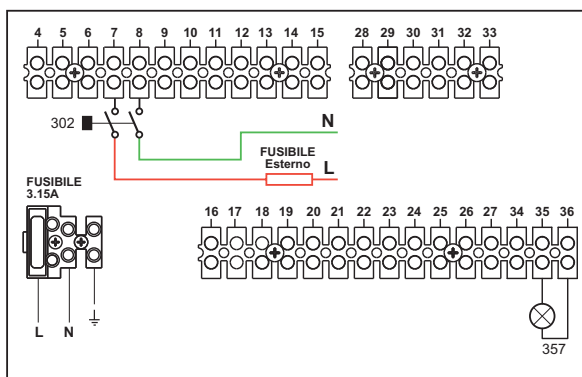 4 5 6 7 8 9 10 11 12 13 14 15 28 29 30 31 32 33
302
N
FUSIBILE
Esterno
L
FUSIBILE
3.15A
16 17 18 19 20 21 22 23 24 25 26 27 34 35 36
L N
357